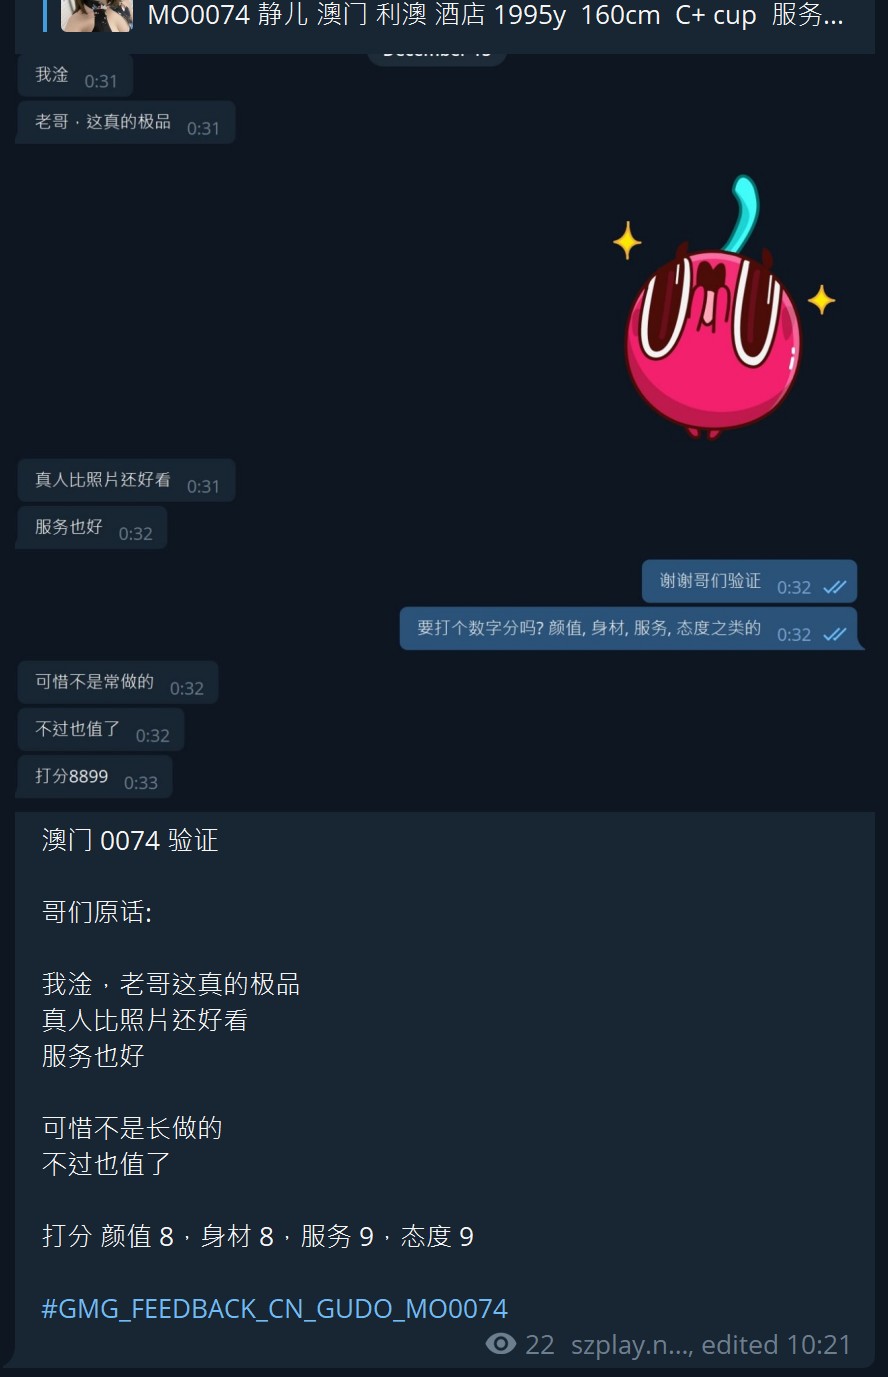 MO0074 静儿 澳门 利澳 酒店 1995y 160cm C+ cup 服务...
我淦 0:31
老哥，这真的极品 0:31
真人比照片还好看 0:31
服务也好 0:32
谢谢哥们验证 0:32
要打个数字分吗? 颜值, 身材, 服务, 态度之类的 0:32
可惜不是常做的 0:32
不过也值了 0:32
打分8899 0:33
澳门 0074 验证
哥们原话:
我淦，老哥这真的极品
真人比照片还好看
服务也好
可惜不是长做的
不过也值了
打分 颜值 8，身材 8，服务 9，态度 9
#GMG_FEEDBACK_CN_GUDO_MO0074
22 szplay.n..., edited 10:21